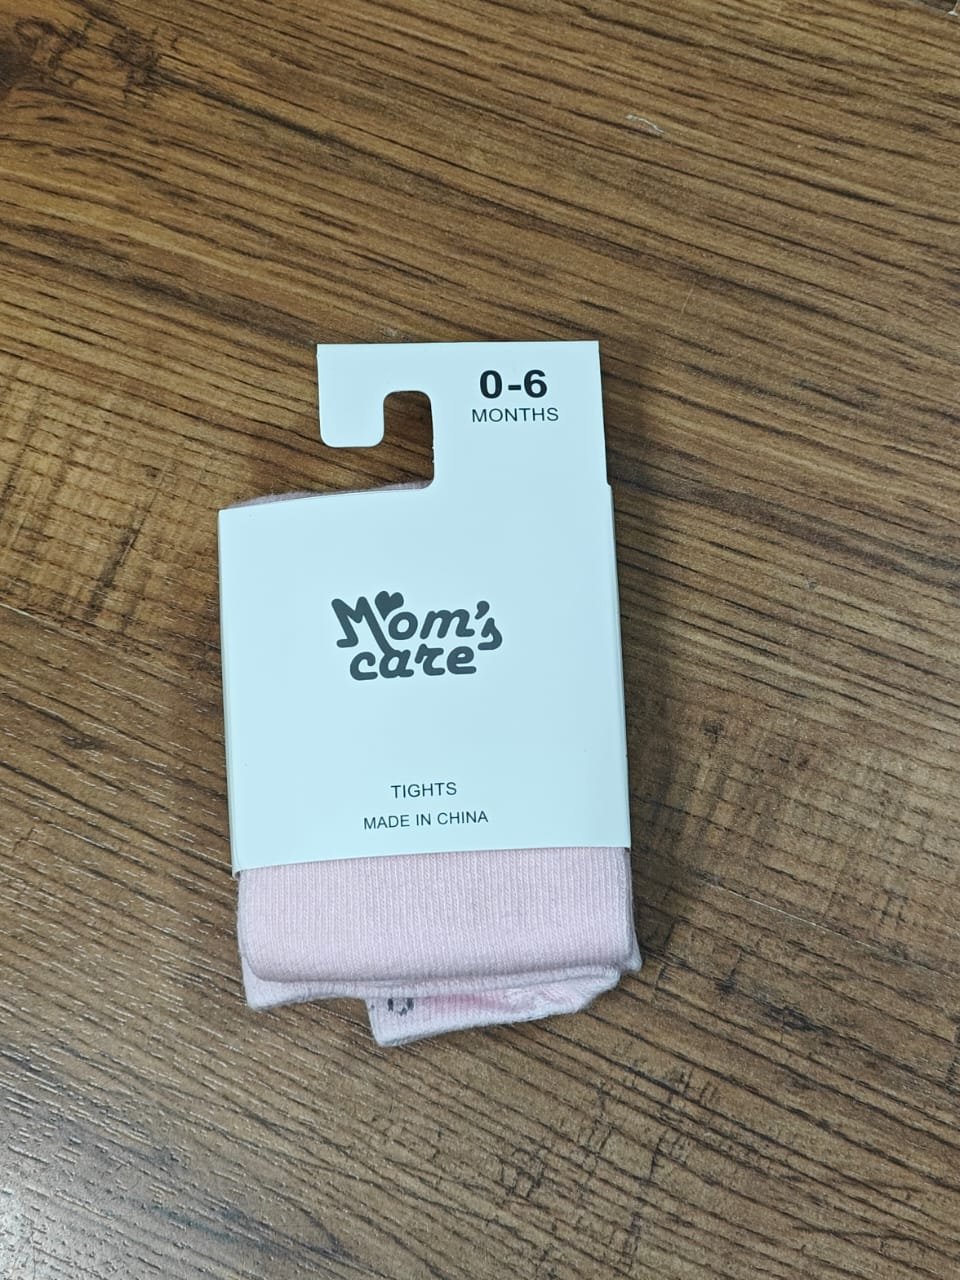 0-6
MONTHS
Mom's
care
TIGHTS
MADE IN CHINA